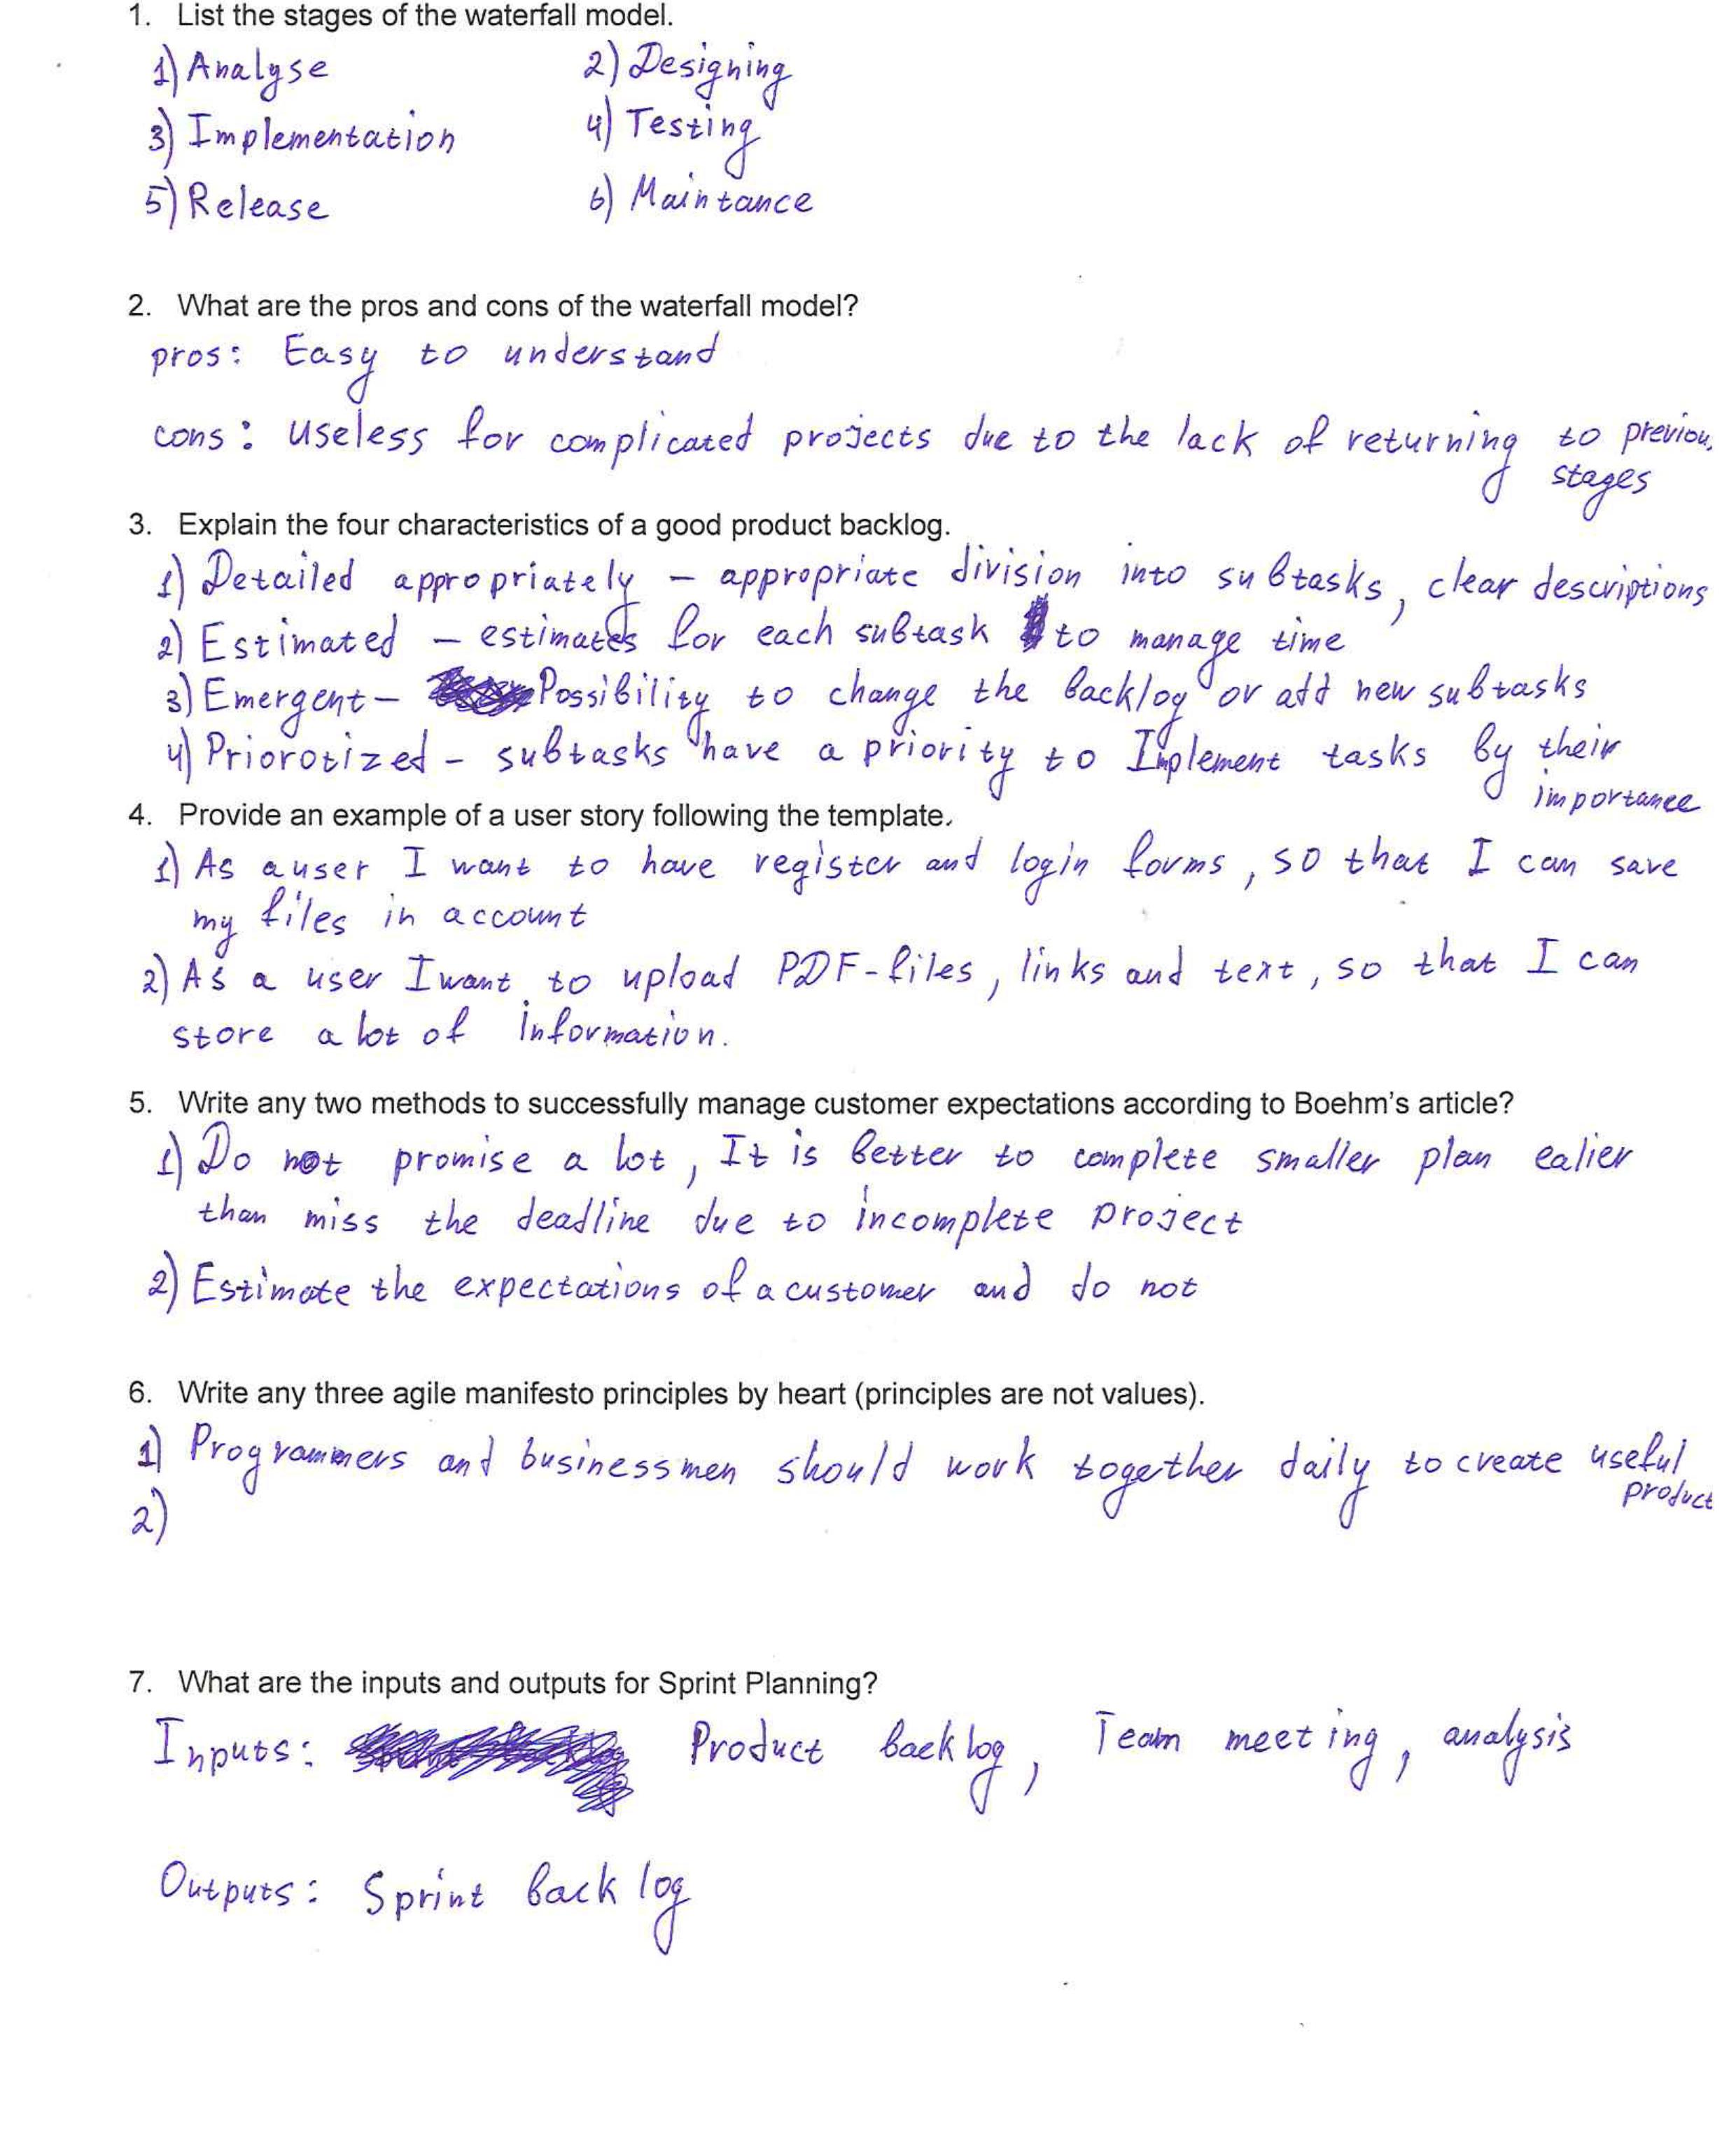 1. List the stages of the waterfall model.
1) Analyse 2) Designing
3) Implementation 4) Testing
5) Release 6) Maintance
2. What are the pros and cons of the waterfall model?
pros: Easy to understand
cons: useless for complicated projects due to the lack of returning to previou
stages
3. Explain the four characteristics of a good product backlog.
1) Detailed appropriately - appropriate division into subtasks, clear descriptions
2) Estimated - estimates for each subtask to manage time
3) Emergent - Possibility to change the backlog or add new subtasks
4) Priorotized - subtasks have a priority to Implement tasks by their
importance
4. Provide an example of a user story following the template.
1) As a user I want to have register and login forms, so that I can save
my files in account
2) As a user I want to upload PDF-files, links and text, so that I can
store a lot of information.
5. Write any two methods to successfully manage customer expectations according to Boehm's article?
1) Do not promise a lot, It is better to complete smaller plan ealier
than miss the deadline due to incomplete project
2) Estimate the expectations of a customer and do not
6. Write any three agile manifesto principles by heart (principles are not values).
1) Programmers and businessmen should work together daily to create useful
product
2)
7. What are the inputs and outputs for Sprint Planning?
Inputs: Product backlog, Team meeting, analysis
Outputs: Sprint backlog